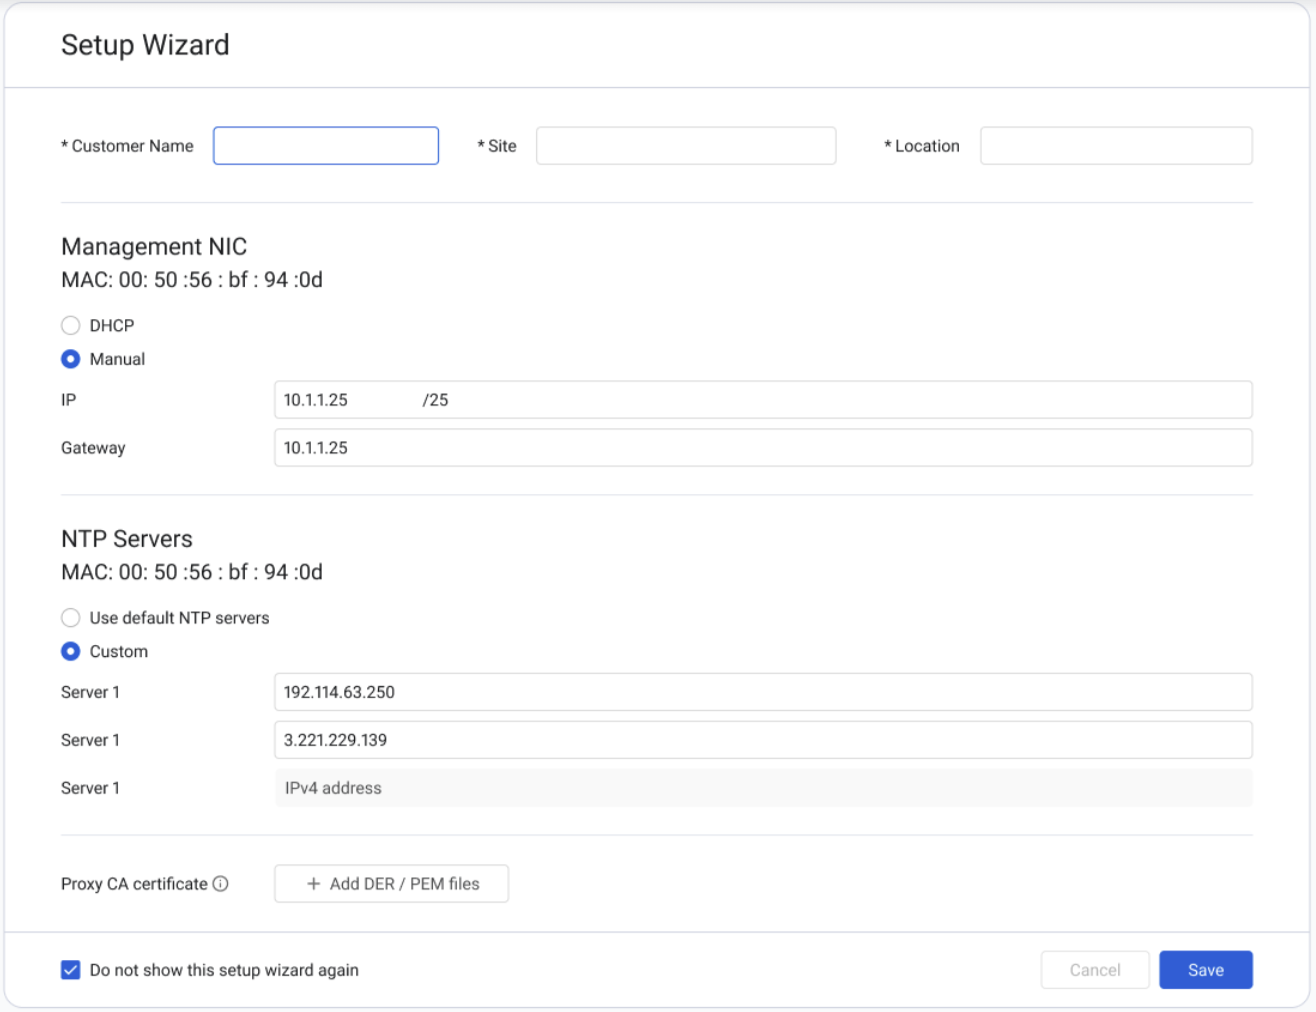 Setup Wizard
* Customer Name * Site * Location
Management NIC
MAC: 00: 50 :56 : bf : 94 :0d
DHCP
Manual
IP 10.1.1.25 /25
Gateway 10.1.1.25
NTP Servers
MAC: 00: 50 :56 : bf : 94 :0d
Use default NTP servers
Custom
Server 1 192.114.63.250
Server 1 3.221.229.139
Server 1 IPv4 address
Proxy CA certificate + Add DER / PEM files
Do not show this setup wizard again Cancel Save